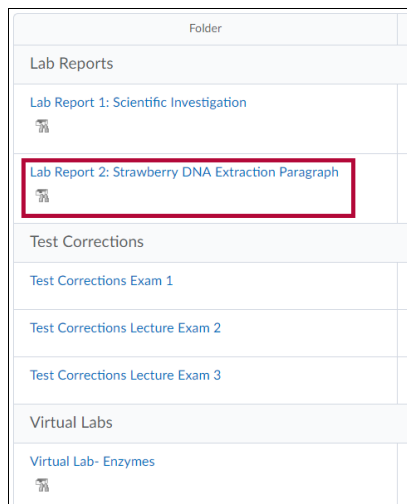 Folder
Lab Reports
Lab Report 1: Scientific Investigation
Lab Report 2: Strawberry DNA Extraction Paragraph
Test Corrections
Test Corrections Exam 1
Test Corrections Lecture Exam 2
Test Corrections Lecture Exam 3
Virtual Labs
Virtual Lab- Enzymes